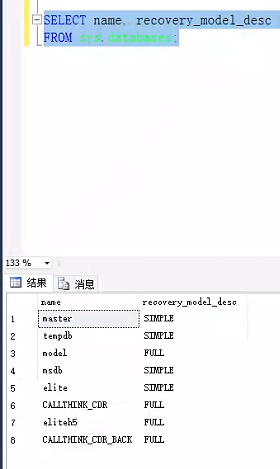 SELECT name, recovery_model_desc
FROM sys.databases;
133 %
结果 消息
name recovery_model_desc
1 master SIMPLE
2 tempdb SIMPLE
3 model FULL
4 msdb SIMPLE
5 elite SIMPLE
6 CALLTHINK_CDR FULL
7 eliteh5 FULL
8 CALLTHINK_CDR_BACK FULL